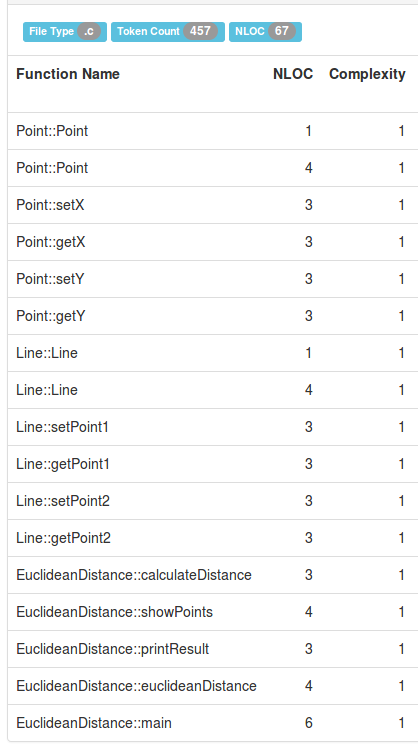 File Type .c Token Count 457 NLOC 67
Function Name NLOC Complexity
Point::Point 1 1
Point::Point 4 1
Point::setX 3 1
Point::getX 3 1
Point::setY 3 1
Point::getY 3 1
Line::Line 1 1
Line::Line 4 1
Line::setPoint1 3 1
Line::getPoint1 3 1
Line::setPoint2 3 1
Line::getPoint2 3 1
EuclideanDistance::calculateDistance 3 1
EuclideanDistance::showPoints 4 1
EuclideanDistance::printResult 3 1
EuclideanDistance::euclideanDistance 4 1
EuclideanDistance::main 6 1